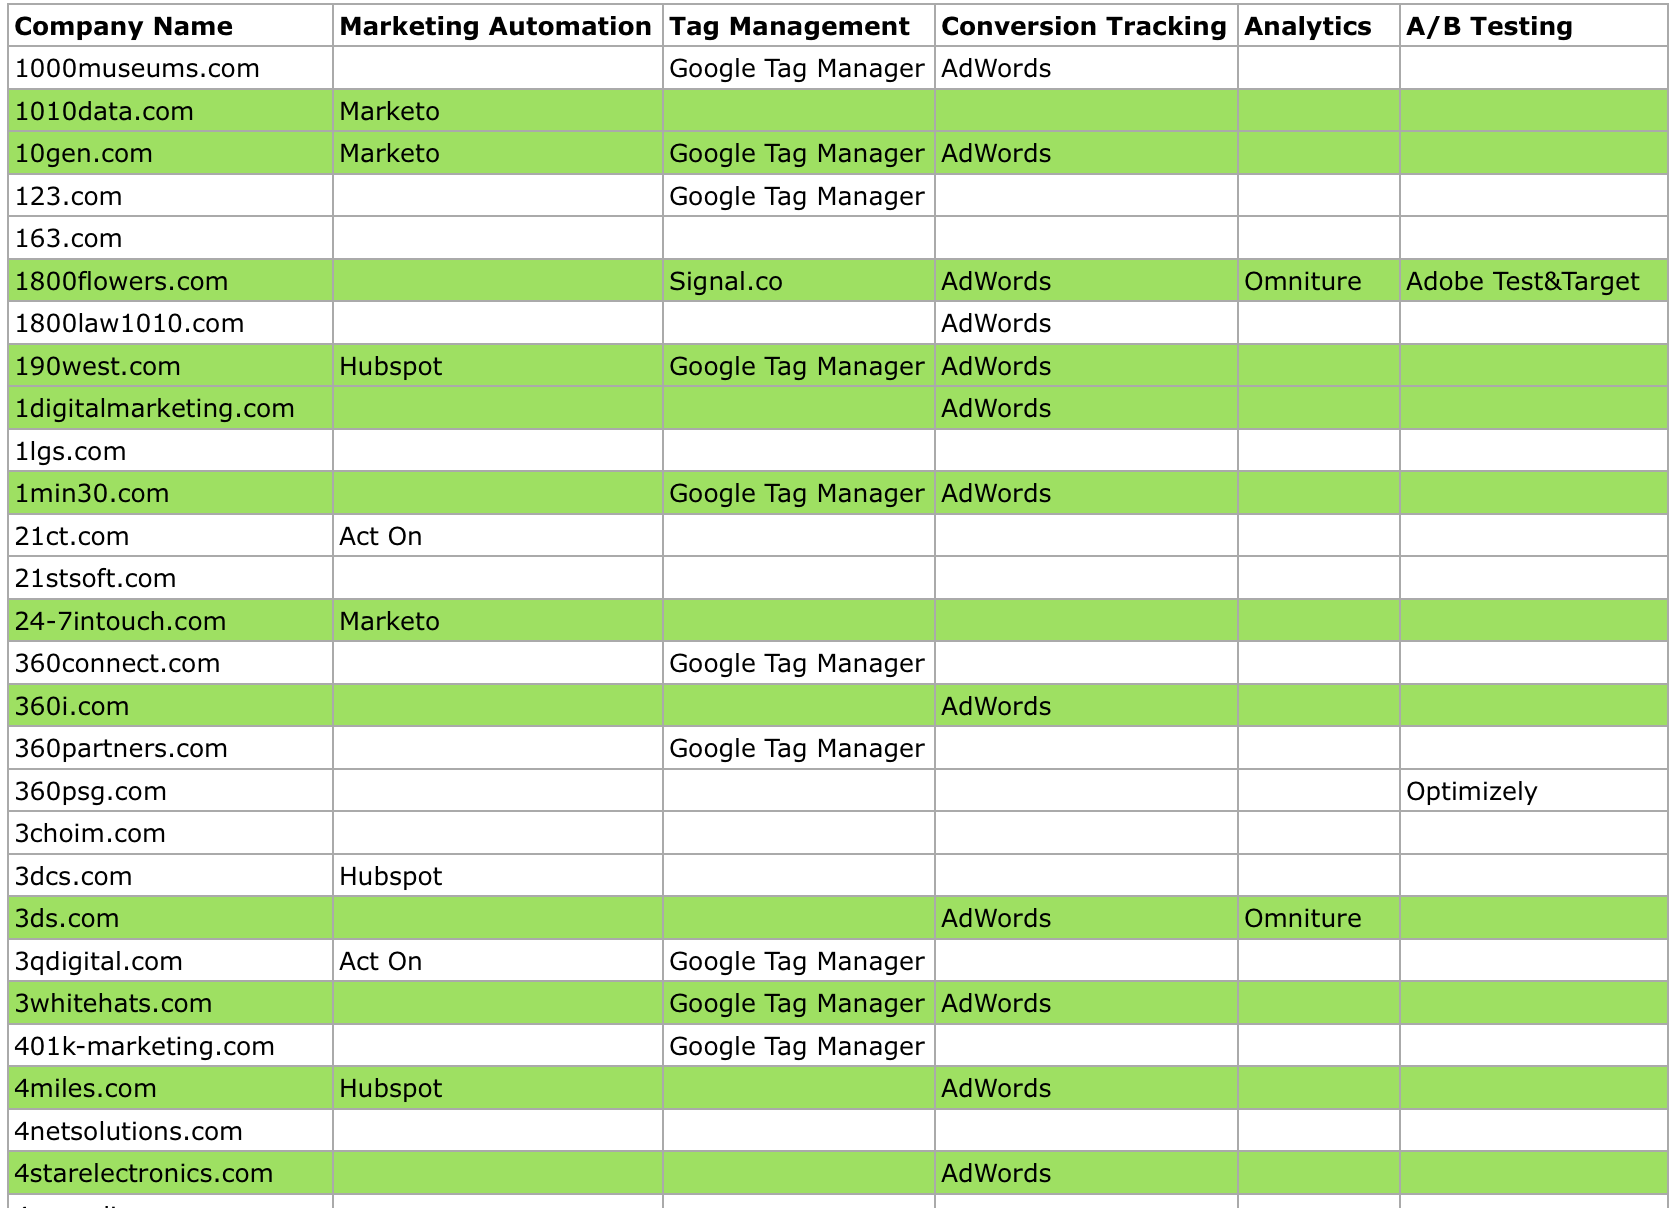 Company Name Marketing Automation Tag Management Conversion Tracking Analytics A/B Testing
1000museums.com Google Tag Manager AdWords
1010data.com Marketo
10gen.com Marketo Google Tag Manager AdWords
123.com Google Tag Manager
163.com
1800flowers.com Signal.co AdWords Omniture Adobe Test&Target
1800law1010.com AdWords
190west.com Hubspot Google Tag Manager AdWords
1digitalmarketing.com AdWords
1lgs.com
1min30.com Google Tag Manager AdWords
21ct.com Act On
21stsoft.com
24-7intouch.com Marketo
360connect.com Google Tag Manager
360i.com AdWords
360partners.com Google Tag Manager
360psg.com Optimizely
3choim.com
3dcs.com Hubspot
3ds.com AdWords Omniture
3qdigital.com Act On Google Tag Manager
3whitehats.com Google Tag Manager AdWords
401k-marketing.com Google Tag Manager
4miles.com Hubspot AdWords
4netsolutions.com
4starelectronics.com AdWords